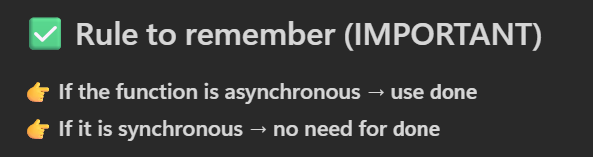 ✅ Rule to remember (IMPORTANT)
👉 If the function is asynchronous → use done
👉 If it is synchronous → no need for done